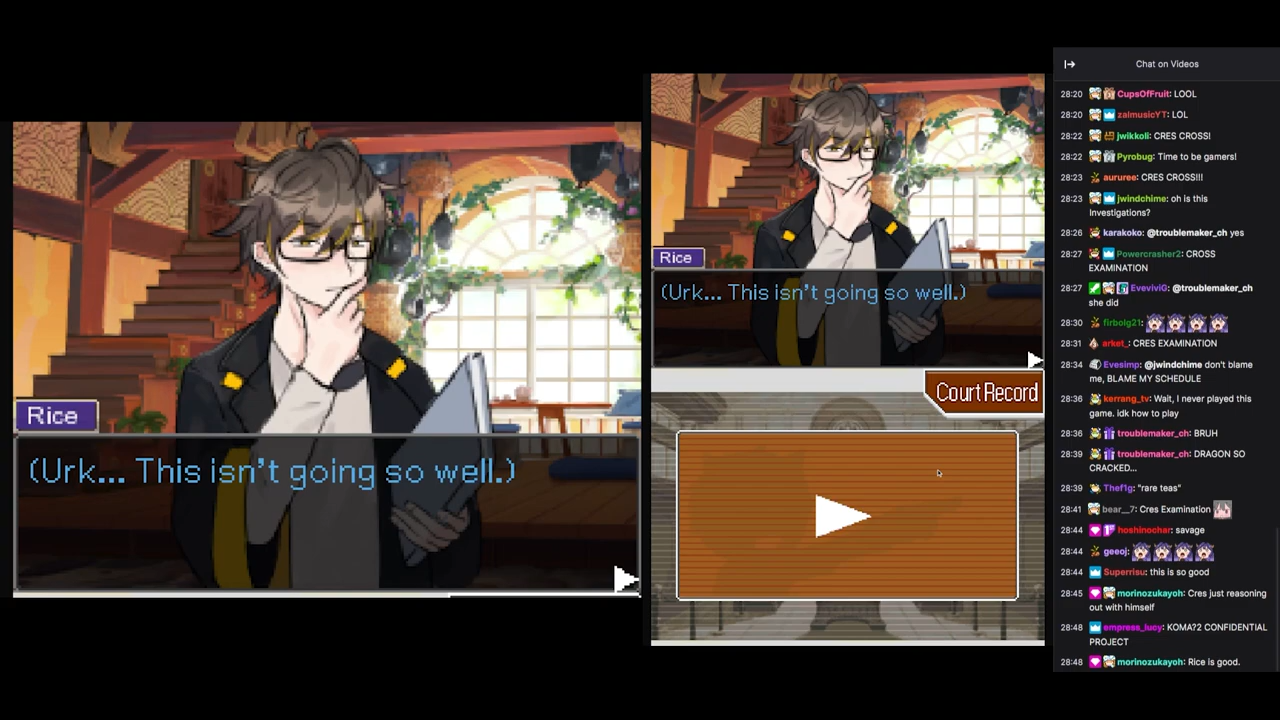 Rice
(Urk... This isn't going so well.)
Rice
(Urk... This isn't going so well.)
Court Record
Chat on Videos
28:20 CupsOfFruit: LOOL
28:20 zalmusicYT: LOL
28:22 jwikkoli: CRES CROSS!
28:22 Pyrobug: Time to be gamers!
28:23 aururee: CRES CROSS!!!
28:23 jwindchime: oh is this
Investigations?
28:26 karakoko: @troublemaker_ch yes
28:27 Powercrasher2: CROSS
EXAMINATION
28:27 EveviviG: @troublemaker_ch
she did
28:30 firbolg21:
28:31 arket_: CRES EXAMINATION
28:34 Evesimp: @jwindchime don't blame
me, BLAME MY SCHEDULE
28:36 kerrang_tv: Wait, I never played this
game. idk how to play
28:36 troublemaker_ch: BRUH
28:39 troublemaker_ch: DRAGON SO
CRACKED...
28:39 Thef1g: "rare teas"
28:41 bear__7: Cres Examination
28:44 hoshinochar: savage
28:44 geeoj:
28:44 Superrisu: this is so good
28:45 morinozukayoh: Cres just reasoning
out with himself
28:48 empress_lucy: KOMA?2 CONFIDENTIAL
PROJECT
28:48 morinozukayoh: Rice is good.